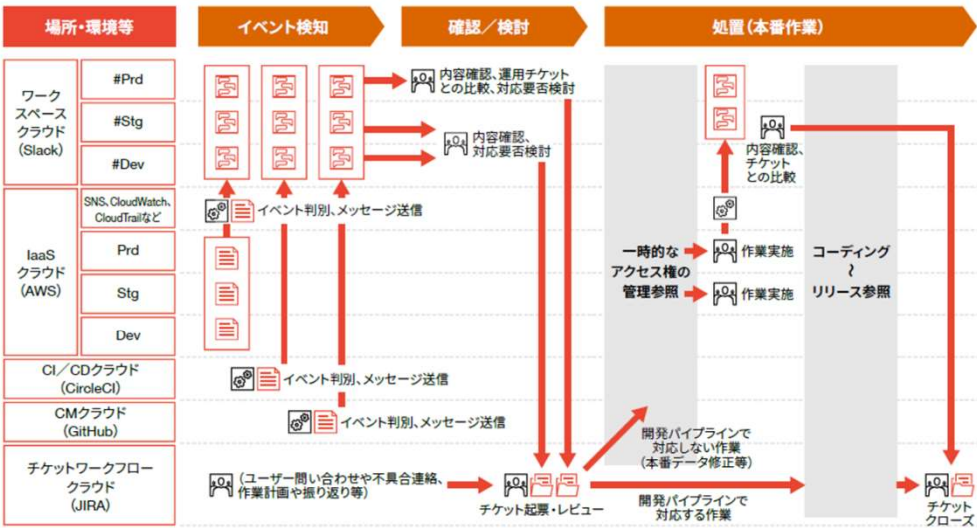 場所・環境等
イベント検知
確認／検討
処置（本番作業）
ワーク
スペース
クラウド
（Slack）
#Prd
#Stg
#Dev
内容確認、運用チケット
との比較、対応要否検討
内容確認、
対応要否検討
内容確認、
チケット
との比較
IaaS
クラウド
（AWS）
SNS、CloudWatch、
CloudTrailなど
Prd
Stg
Dev
イベント判別、メッセージ送信
一時的な
アクセス権の
管理参照
作業実施
作業実施
コーディング
～
リリース参照
CI／CDクラウド
（CircleCI）
イベント判別、メッセージ送信
CMクラウド
（GitHub）
イベント判別、メッセージ送信
開発パイプラインで
対応しない作業
（本番データ修正等）
チケットワークフロー
クラウド
（JIRA）
（ユーザー問い合わせや不具合連絡、
作業計画や振り返り等）
チケット起票・レビュー
開発パイプラインで
対応する作業
チケット
クローズ